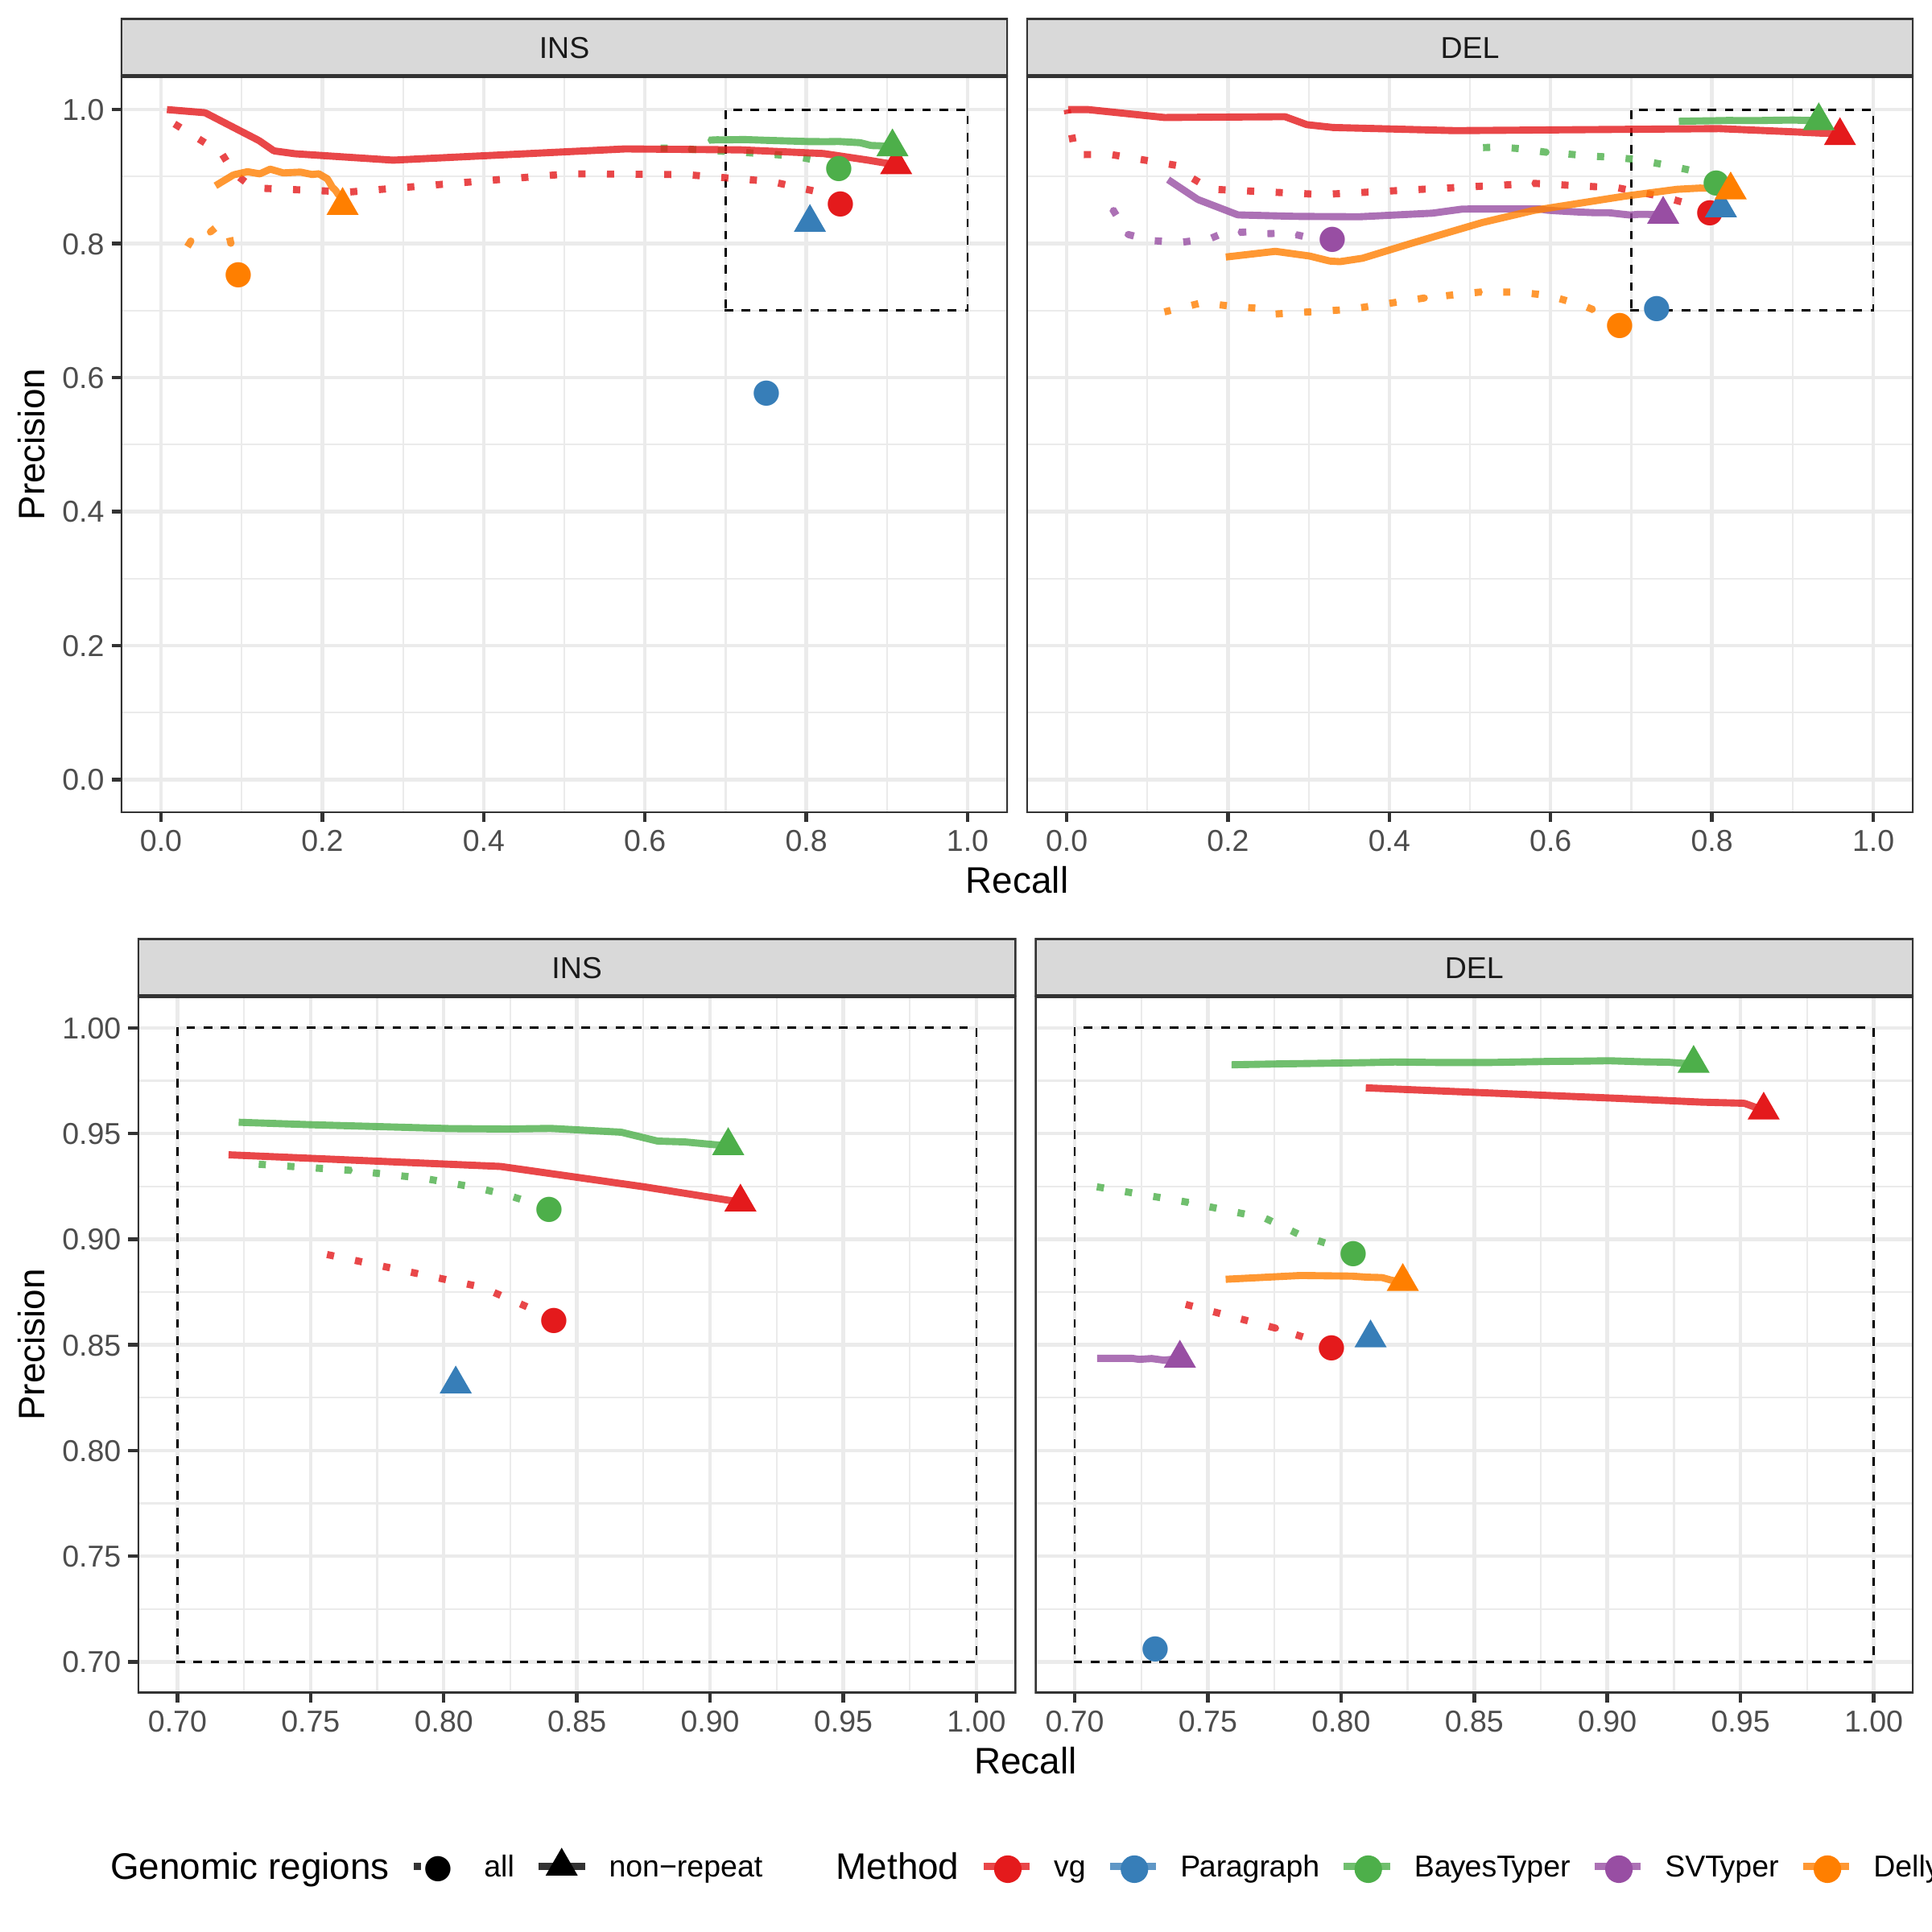 INS DEL
1.0
0.8
0.6
0.4
0.2
0.0
Precision
0.0 0.2 0.4 0.6 0.8 1.0 0.0 0.2 0.4 0.6 0.8 1.0
Recall
INS DEL
1.00
0.95
0.90
0.85
0.80
0.75
0.70
Precision
0.70 0.75 0.80 0.85 0.90 0.95 1.00 0.70 0.75 0.80 0.85 0.90 0.95 1.00
Recall
Genomic regions all non−repeat Method vg Paragraph BayesTyper SVTyper Delly